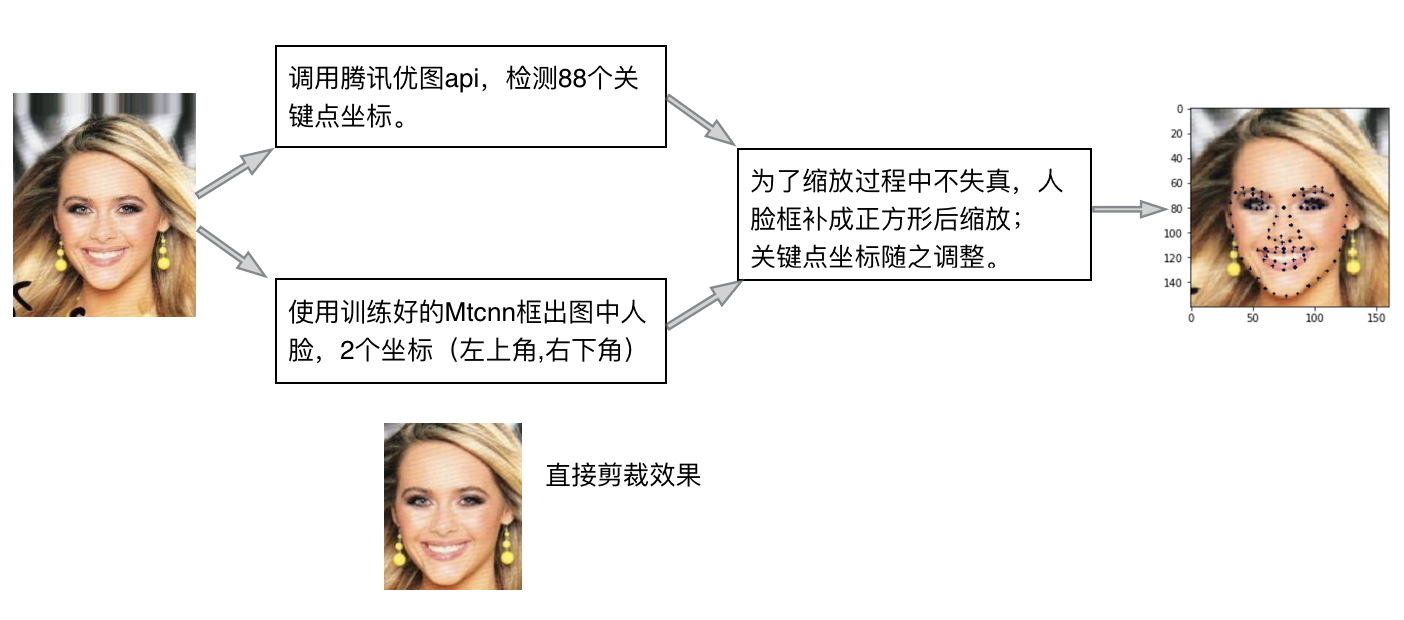 调用腾讯优图api，检测88个关
键点坐标。
使用训练好的Mtcnn框出图中人
脸，2个坐标（左上角,右下角）
直接剪裁效果
为了缩放过程中不失真，人
脸框补成正方形后缩放；
关键点坐标随之调整。
0
20
40
60
80
100
120
140
0
50
100
150